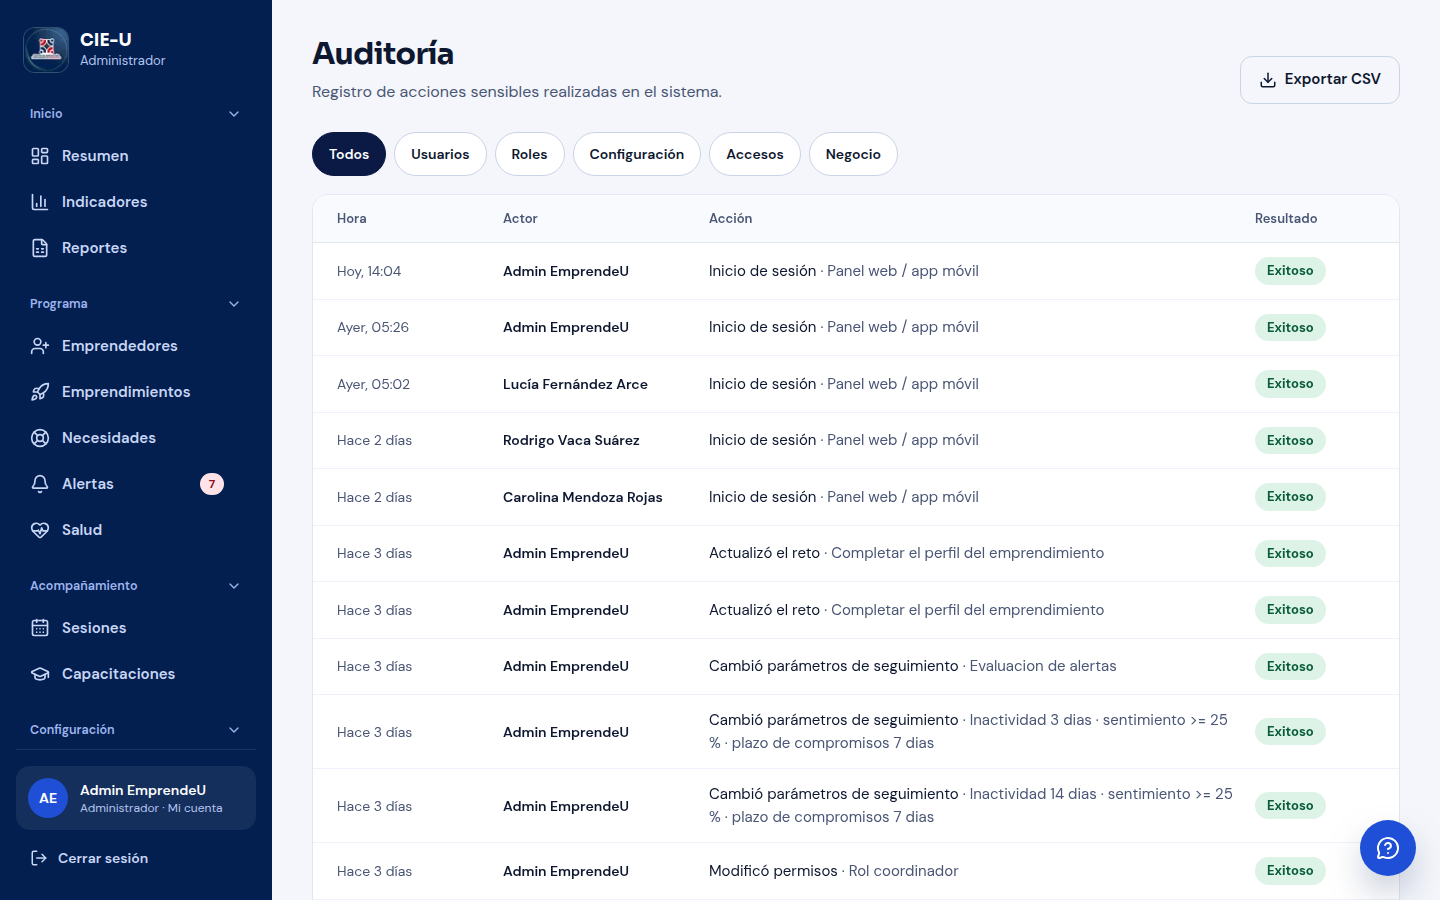 CIE-U
Administrador
Inicio
Resumen
Indicadores
Reportes
Programa
Emprendedores
Emprendimientos
Necesidades
Alertas 7
Salud
Acompañamiento
Sesiones
Capacitaciones
Configuración
AE
Admin EmprendeU
Administrador · Mi cuenta
Cerrar sesión
Auditoría
Registro de acciones sensibles realizadas en el sistema.
Exportar CSV
Todos Usuarios Roles Configuración Accesos Negocio
Hora Actor Acción Resultado
Hoy, 14:04 Admin EmprendeU Inicio de sesión · Panel web / app móvil Exitoso
Ayer, 05:26 Admin EmprendeU Inicio de sesión · Panel web / app móvil Exitoso
Ayer, 05:02 Lucía Fernández Arce Inicio de sesión · Panel web / app móvil Exitoso
Hace 2 días Rodrigo Vaca Suárez Inicio de sesión · Panel web / app móvil Exitoso
Hace 2 días Carolina Mendoza Rojas Inicio de sesión · Panel web / app móvil Exitoso
Hace 3 días Admin EmprendeU Actualizó el reto · Completar el perfil del emprendimiento Exitoso
Hace 3 días Admin EmprendeU Actualizó el reto · Completar el perfil del emprendimiento Exitoso
Hace 3 días Admin EmprendeU Cambió parámetros de seguimiento · Evaluacion de alertas Exitoso
Hace 3 días Admin EmprendeU Cambió parámetros de seguimiento · Inactividad 3 dias · sentimiento >= 25
% · plazo de compromisos 7 dias Exitoso
Hace 3 días Admin EmprendeU Cambió parámetros de seguimiento · Inactividad 14 dias · sentimiento >= 25
% · plazo de compromisos 7 dias Exitoso
Hace 3 días Admin EmprendeU Modificó permisos · Rol coordinador Exitoso